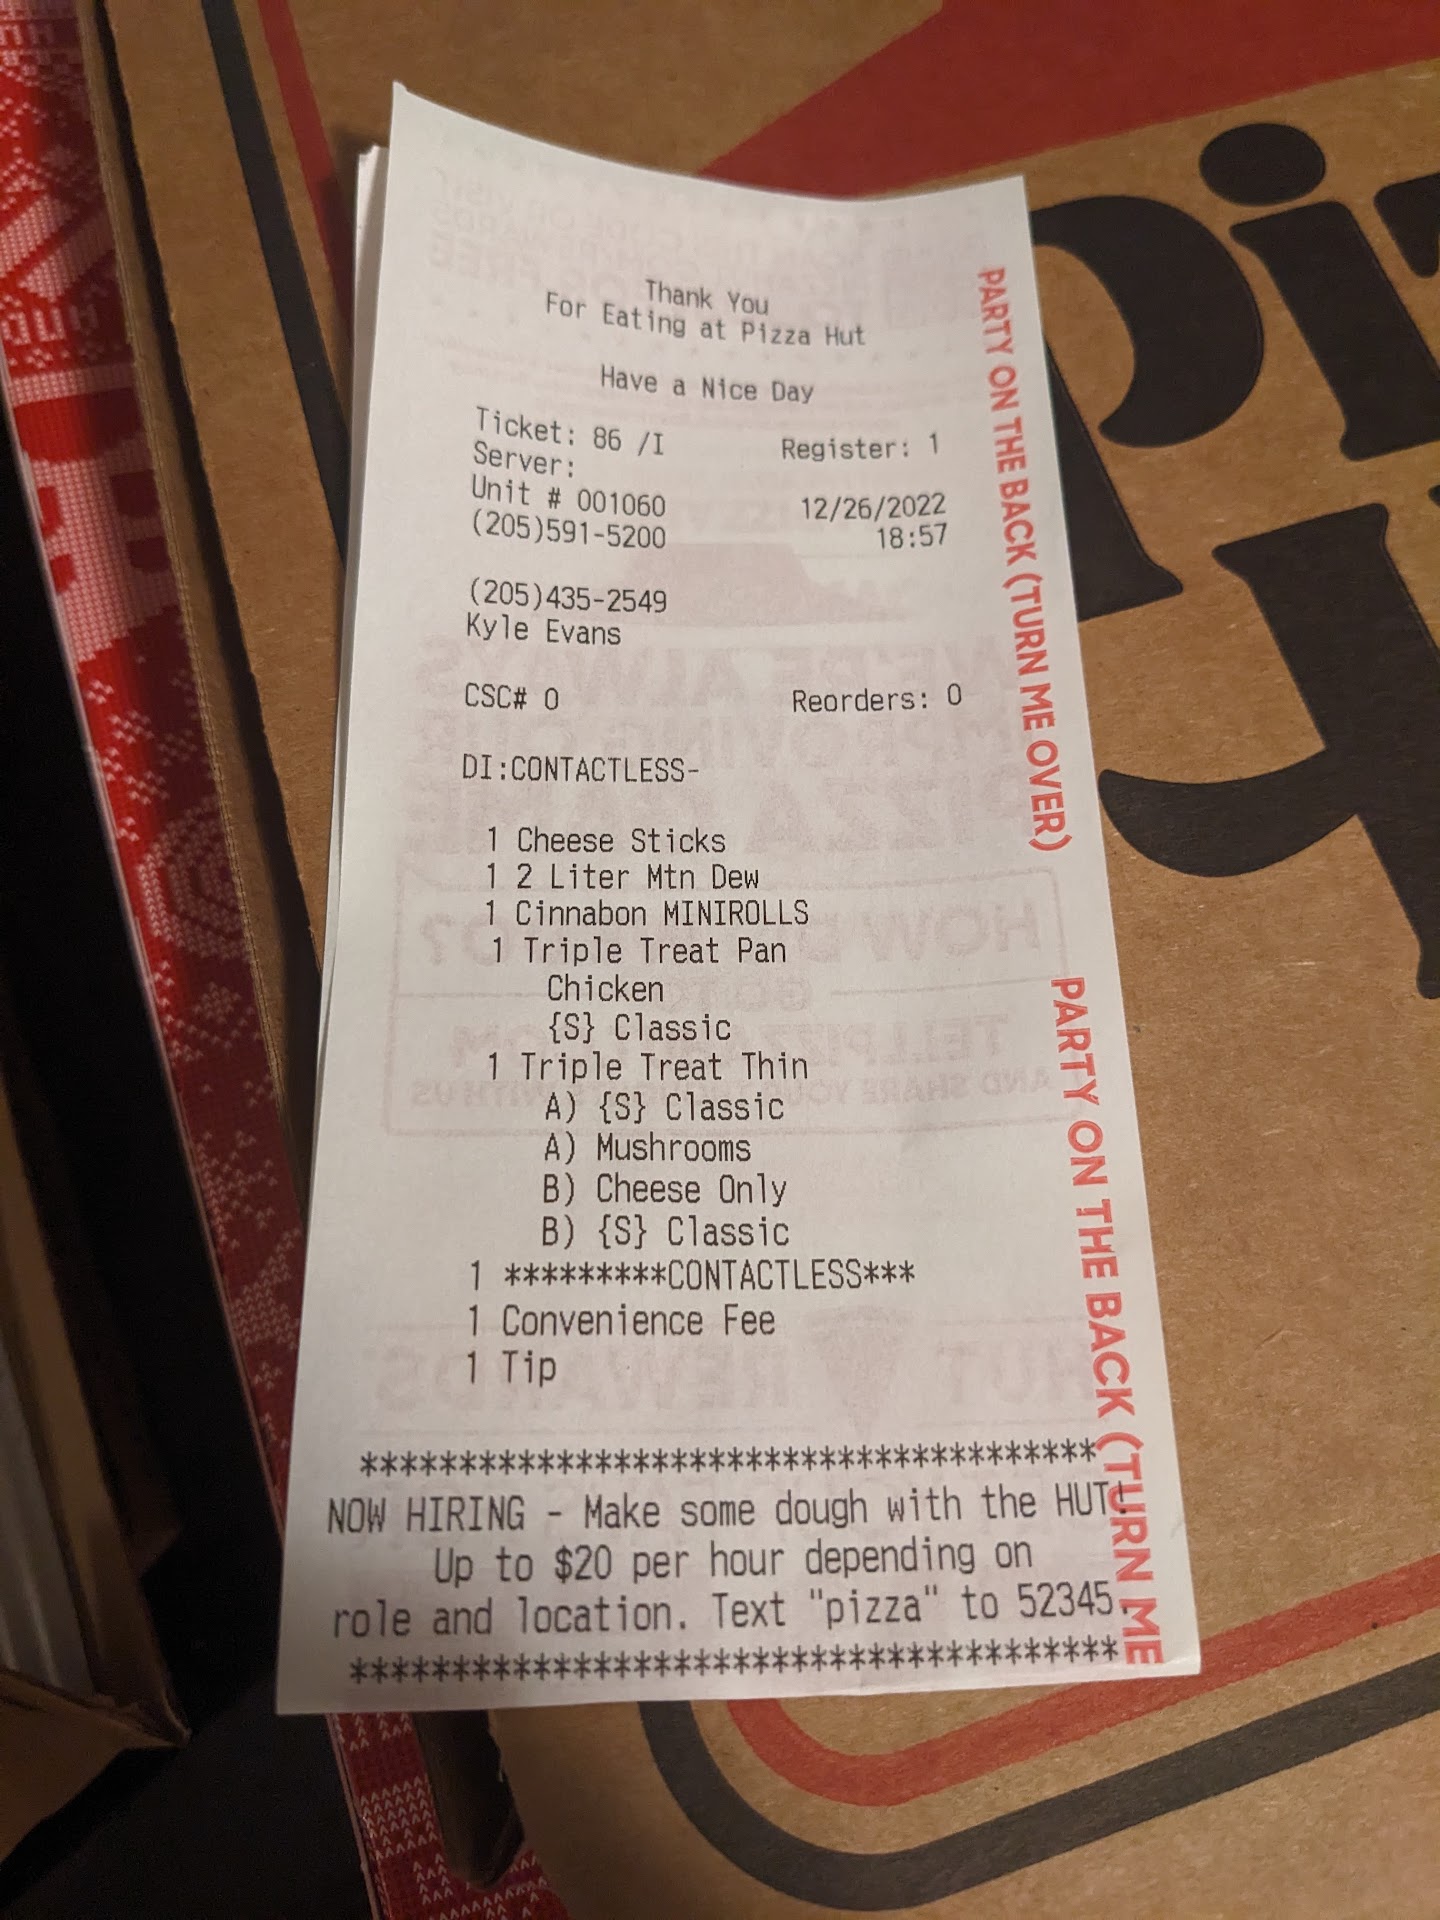 Thank You
For Eating at Pizza Hut
Have a Nice Day
Ticket: 86 /I Register: 1
Server:
Unit # 001060 12/26/2022
(205)591-5200 18:57
(205)435-2549
Kyle Evans
CSC# 0 Reorders: 0
DI:CONTACTLESS-
1 Cheese Sticks
1 2 Liter Mtn Dew
1 Cinnabon MINIROLLS
1 Triple Treat Pan
Chicken
{S} Classic
1 Triple Treat Thin
A) {S} Classic
A) Mushrooms
B) Cheese Only
B) {S} Classic
1 *********CONTACTLESS***
1 Convenience Fee
1 Tip
**************************************
NOW HIRING - Make some dough with the HUT!
Up to $20 per hour depending on
role and location. Text "pizza" to 52345.
**************************************
PARTY ON THE BACK (TURN ME OVER)
PARTY ON THE BACK (TURN ME